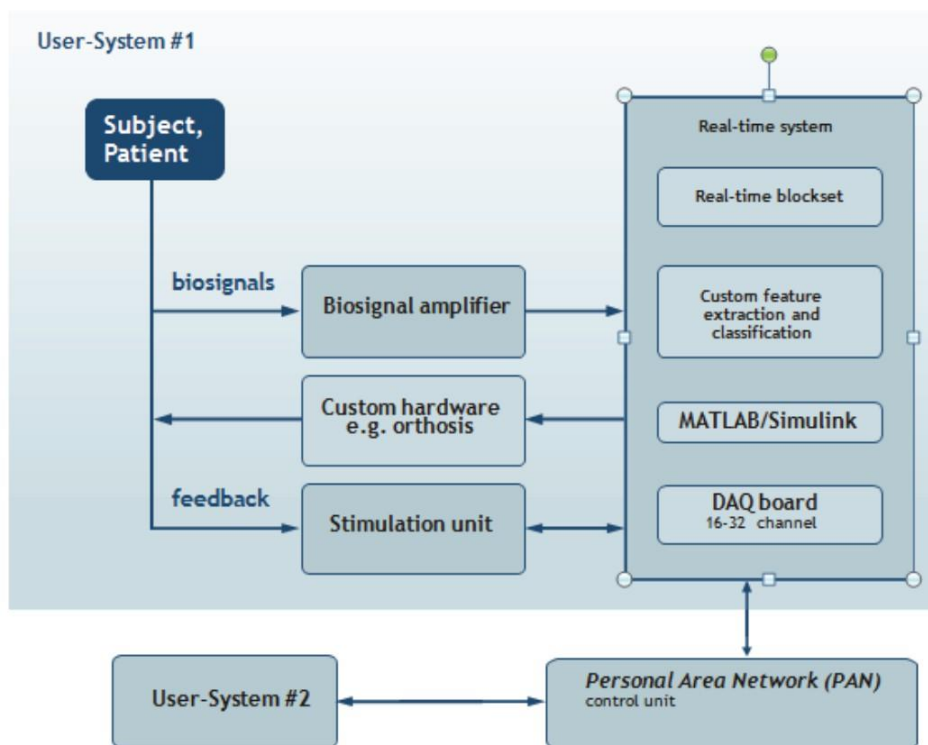 User-System #1
Subject,
Patient
Real-time system
Real-time blockset
biosignals
Biosignal amplifier
Custom feature
extraction and
classification
Custom hardware
e.g. orthosis
MATLAB/Simulink
feedback
Stimulation unit
DAQ board
16-32 channel
User-System #2
Personal Area Network (PAN)
control unit